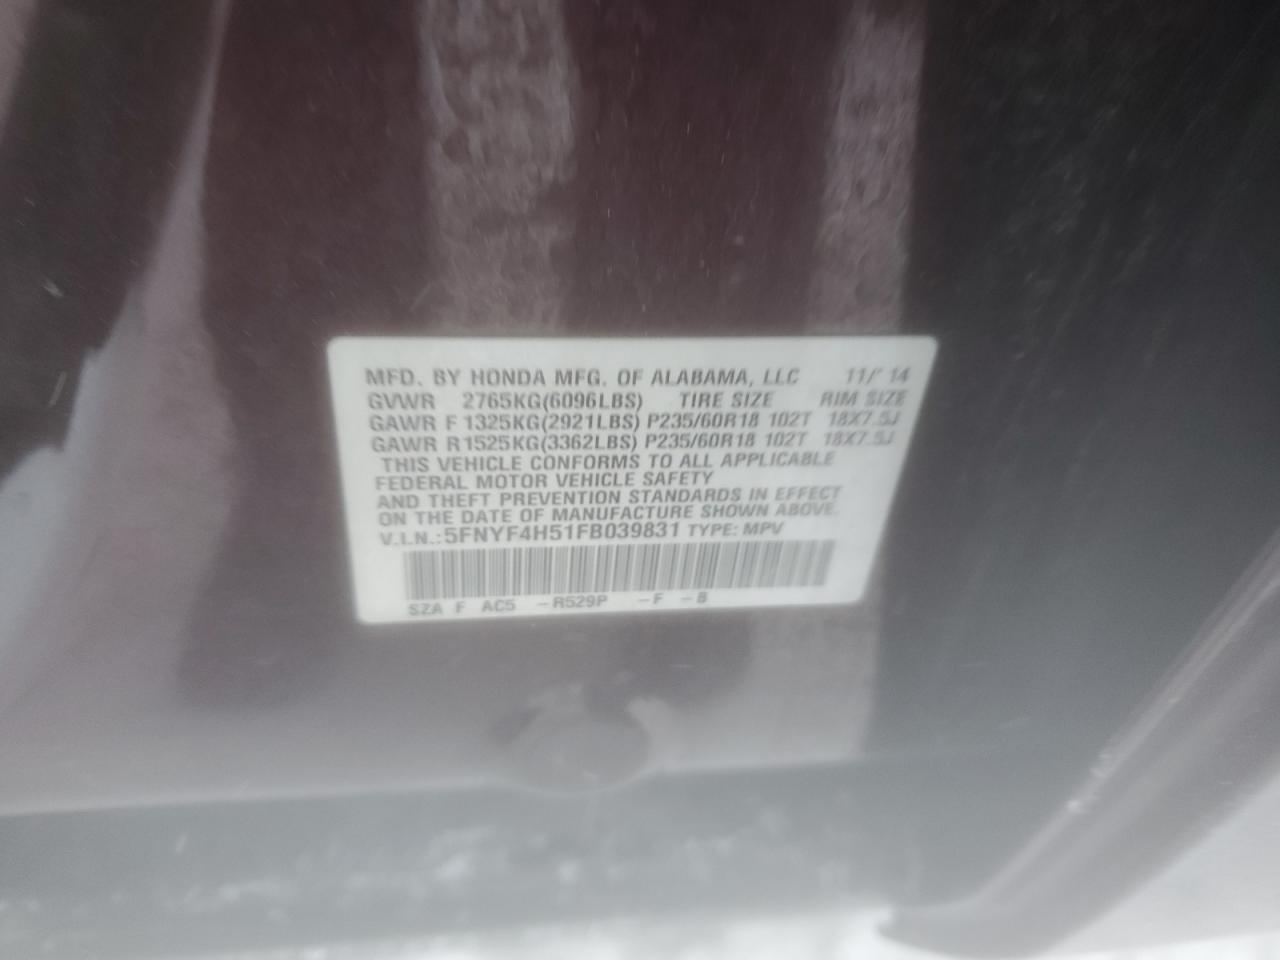 MFD. BY HONDA MFG. OF ALABAMA, LLC 11/'14
GVWR 2765KG(6096LBS) TIRE SIZE RIM SIZE
GAWR F 1325KG(2921LBS) P235/60R18 102T 18X7.5J
GAWR R 1525KG(3362LBS) P235/60R18 102T 18X7.5J
THIS VEHICLE CONFORMS TO ALL APPLICABLE
FEDERAL MOTOR VEHICLE SAFETY
AND THEFT PREVENTION STANDARDS IN EFFECT
ON THE DATE OF MANUFACTURE SHOWN ABOVE.
V.I.N.: 5FNYF4H51FB039831 TYPE: MPV
SZA F AC5 -R529P -F -B